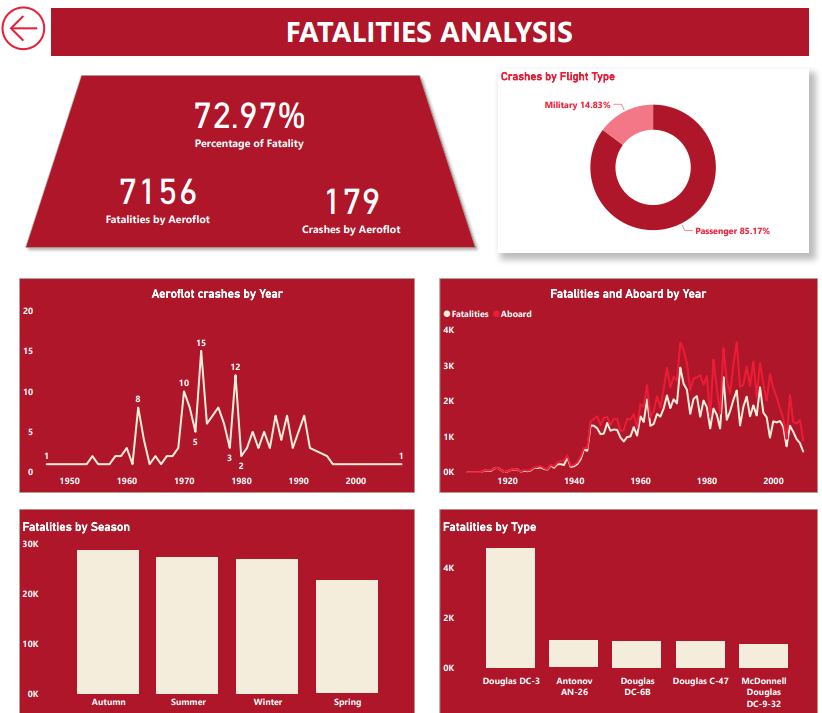 FATALITIES ANALYSIS
72.97%
Percentage of Fatality
7156
Fatalities by Aeroflot
179
Crashes by Aeroflot
Crashes by Flight Type
Military 14.83%
Passenger 85.17%
Aeroflot crashes by Year
20
15
10
5
0
1
8
10
5
15
3
12
2
1
1950 1960 1970 1980 1990 2000
Fatalities and Aboard by Year
Fatalities Aboard
4K
3K
2K
1K
0K
1920 1940 1960 1980 2000
Fatalities by Season
30K
20K
10K
0K
Autumn Summer Winter Spring
Fatalities by Type
4K
2K
0K
Douglas DC-3 Antonov Douglas Douglas C-47 McDonnell
AN-26 DC-6B Douglas
DC-9-32